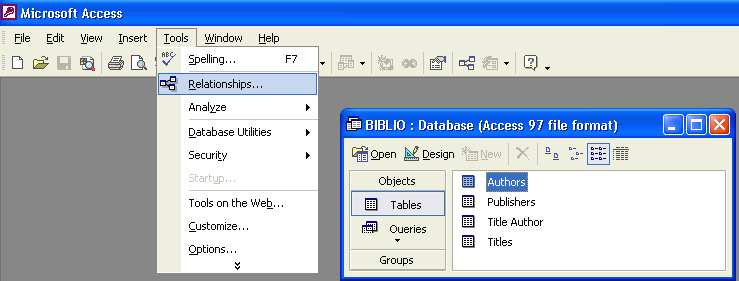 Microsoft Access
File Edit View Insert Tools Window Help
ABC Spelling... F7
Relationships...
Analyze
Database Utilities
Security
Startup...
Tools on the Web...
Customize...
Options...
BIBLIO : Database (Access 97 file format)
Open Design New
Objects
Tables
Queries
Groups
Authors
Publishers
Title Author
Titles